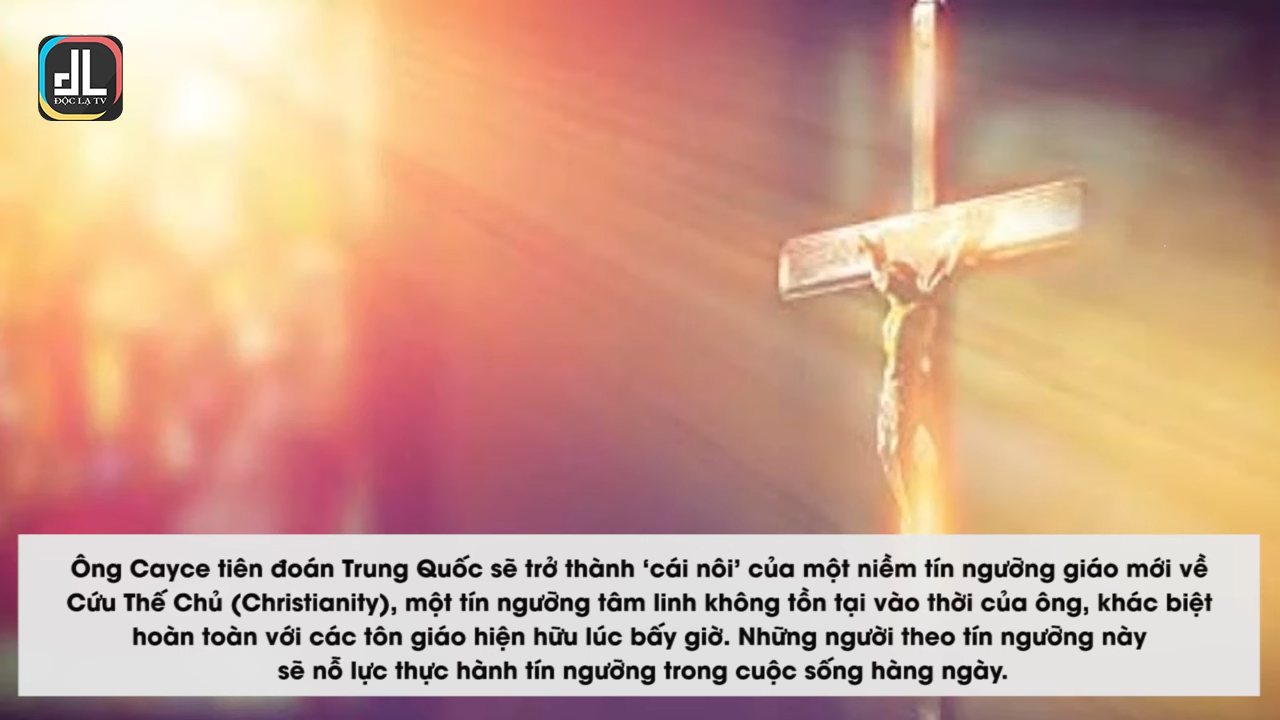 ĐỘC LẠ TV
Ông Cayce tiên đoán Trung Quốc sẽ trở thành ‘cái nôi’ của một niềm tín ngưỡng giáo mới về
Cứu Thế Chủ (Christianity), một tín ngưỡng tâm linh không tồn tại vào thời của ông, khác biệt
hoàn toàn với các tôn giáo hiện hữu lúc bấy giờ. Những người theo tín ngưỡng này
sẽ nỗ lực thực hành tín ngưỡng trong cuộc sống hàng ngày.